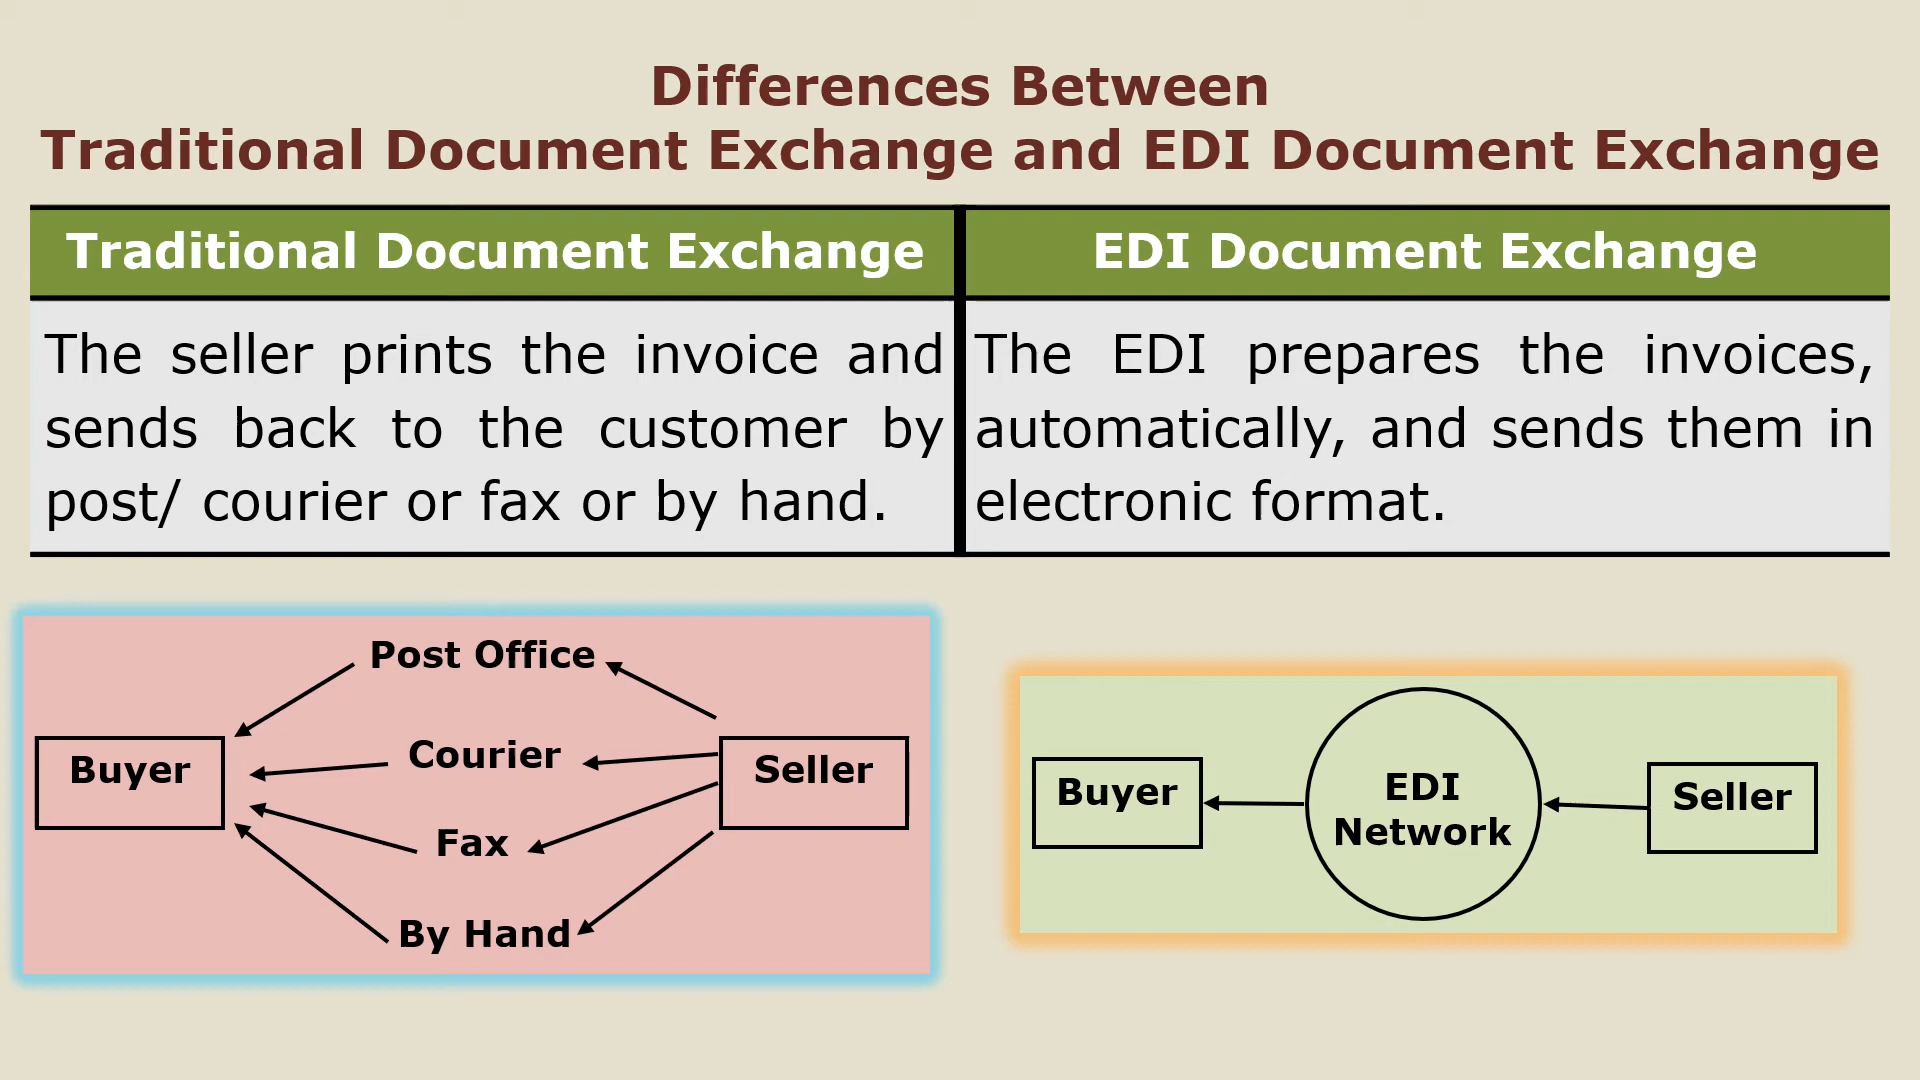 Differences Between
Traditional Document Exchange and EDI Document Exchange
Traditional Document Exchange
EDI Document Exchange
The seller prints the invoice and
sends back to the customer by
post/ courier or fax or by hand.
The EDI prepares the invoices,
automatically, and sends them in
electronic format.
Post Office
Courier
Buyer
Seller
Fax
By Hand
Buyer
EDI
Network
Seller